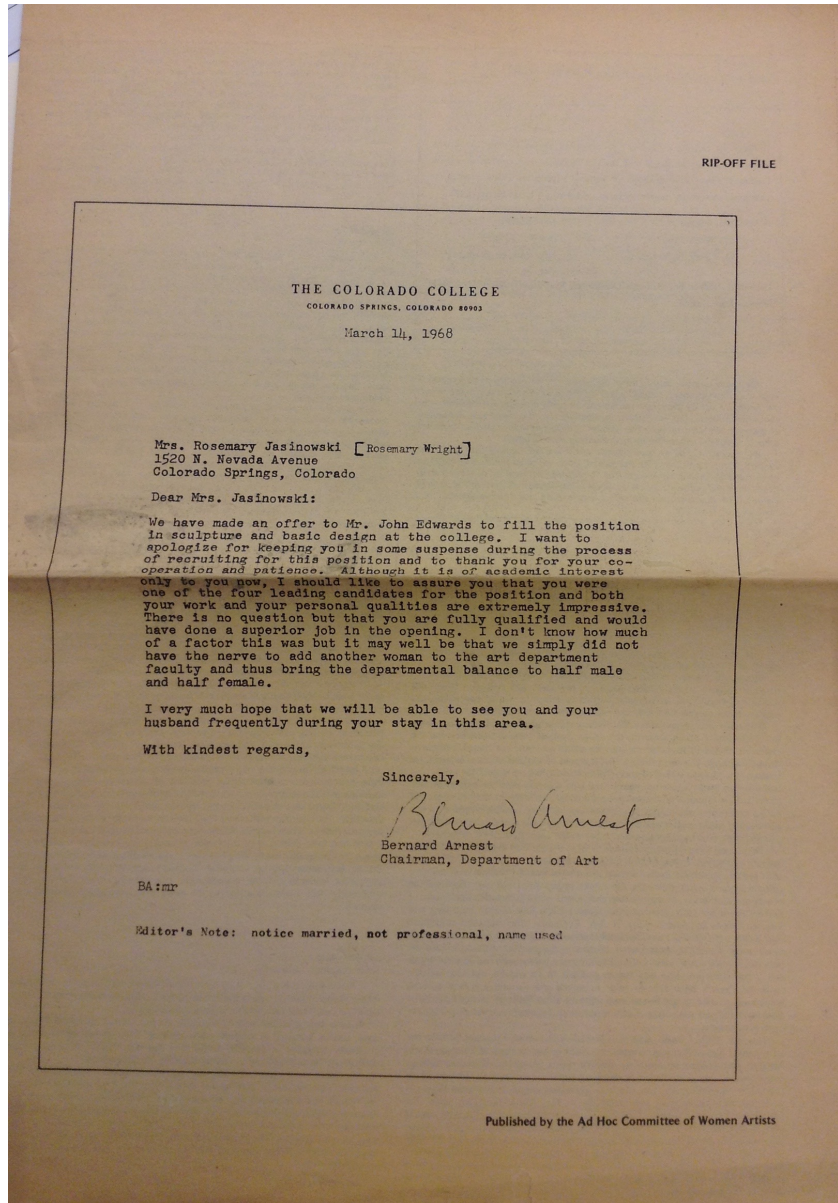 RIP-OFF FILE
THE COLORADO COLLEGE
COLORADO SPRINGS, COLORADO 80903
March 14, 1968
Mrs. Rosemary Jasinowski [Rosemary Wright]
1520 N. Nevada Avenue
Colorado Springs, Colorado
Dear Mrs. Jasinowski:
We have made an offer to Mr. John Edwards to fill the position
in sculpture and basic design at the college. I want to
apologize for keeping you in some suspense during the process
of recruiting for this position and to thank you for your co-
operation and patience. Although it is of academic interest
only to you now, I should like to assure you that you were
one of the four leading candidates for the position and both
your work and your personal qualities are extremely impressive.
There is no question but that you are fully qualified and would
have done a superior job in the opening. I don't know how much
of a factor this was but it may well be that we simply did not
have the nerve to add another woman to the art department
faculty and thus bring the departmental balance to half male
and half female.
I very much hope that we will be able to see you and your
husband frequently during your stay in this area.
With kindest regards,
Sincerely,
Bernard Arnest
Bernard Arnest
Chairman, Department of Art
BA:mr
Editor's Note: notice married, not professional, name used
Published by the Ad Hoc Committee of Women Artists